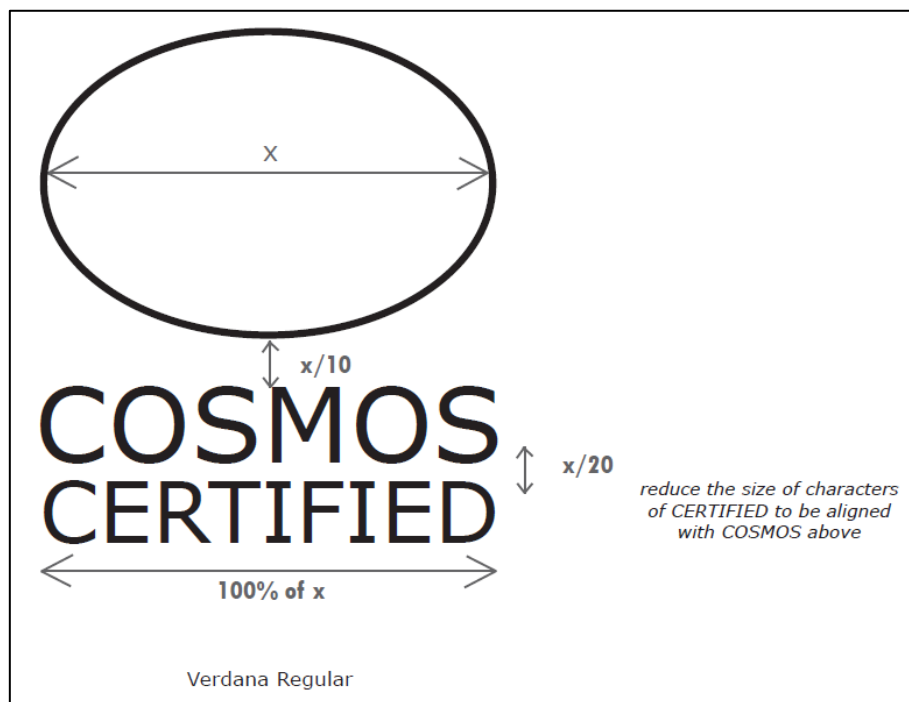 x
x/10
COSMOS
x/20
CERTIFIED
reduce the size of characters
of CERTIFIED to be aligned
with COSMOS above
100% of x
Verdana Regular